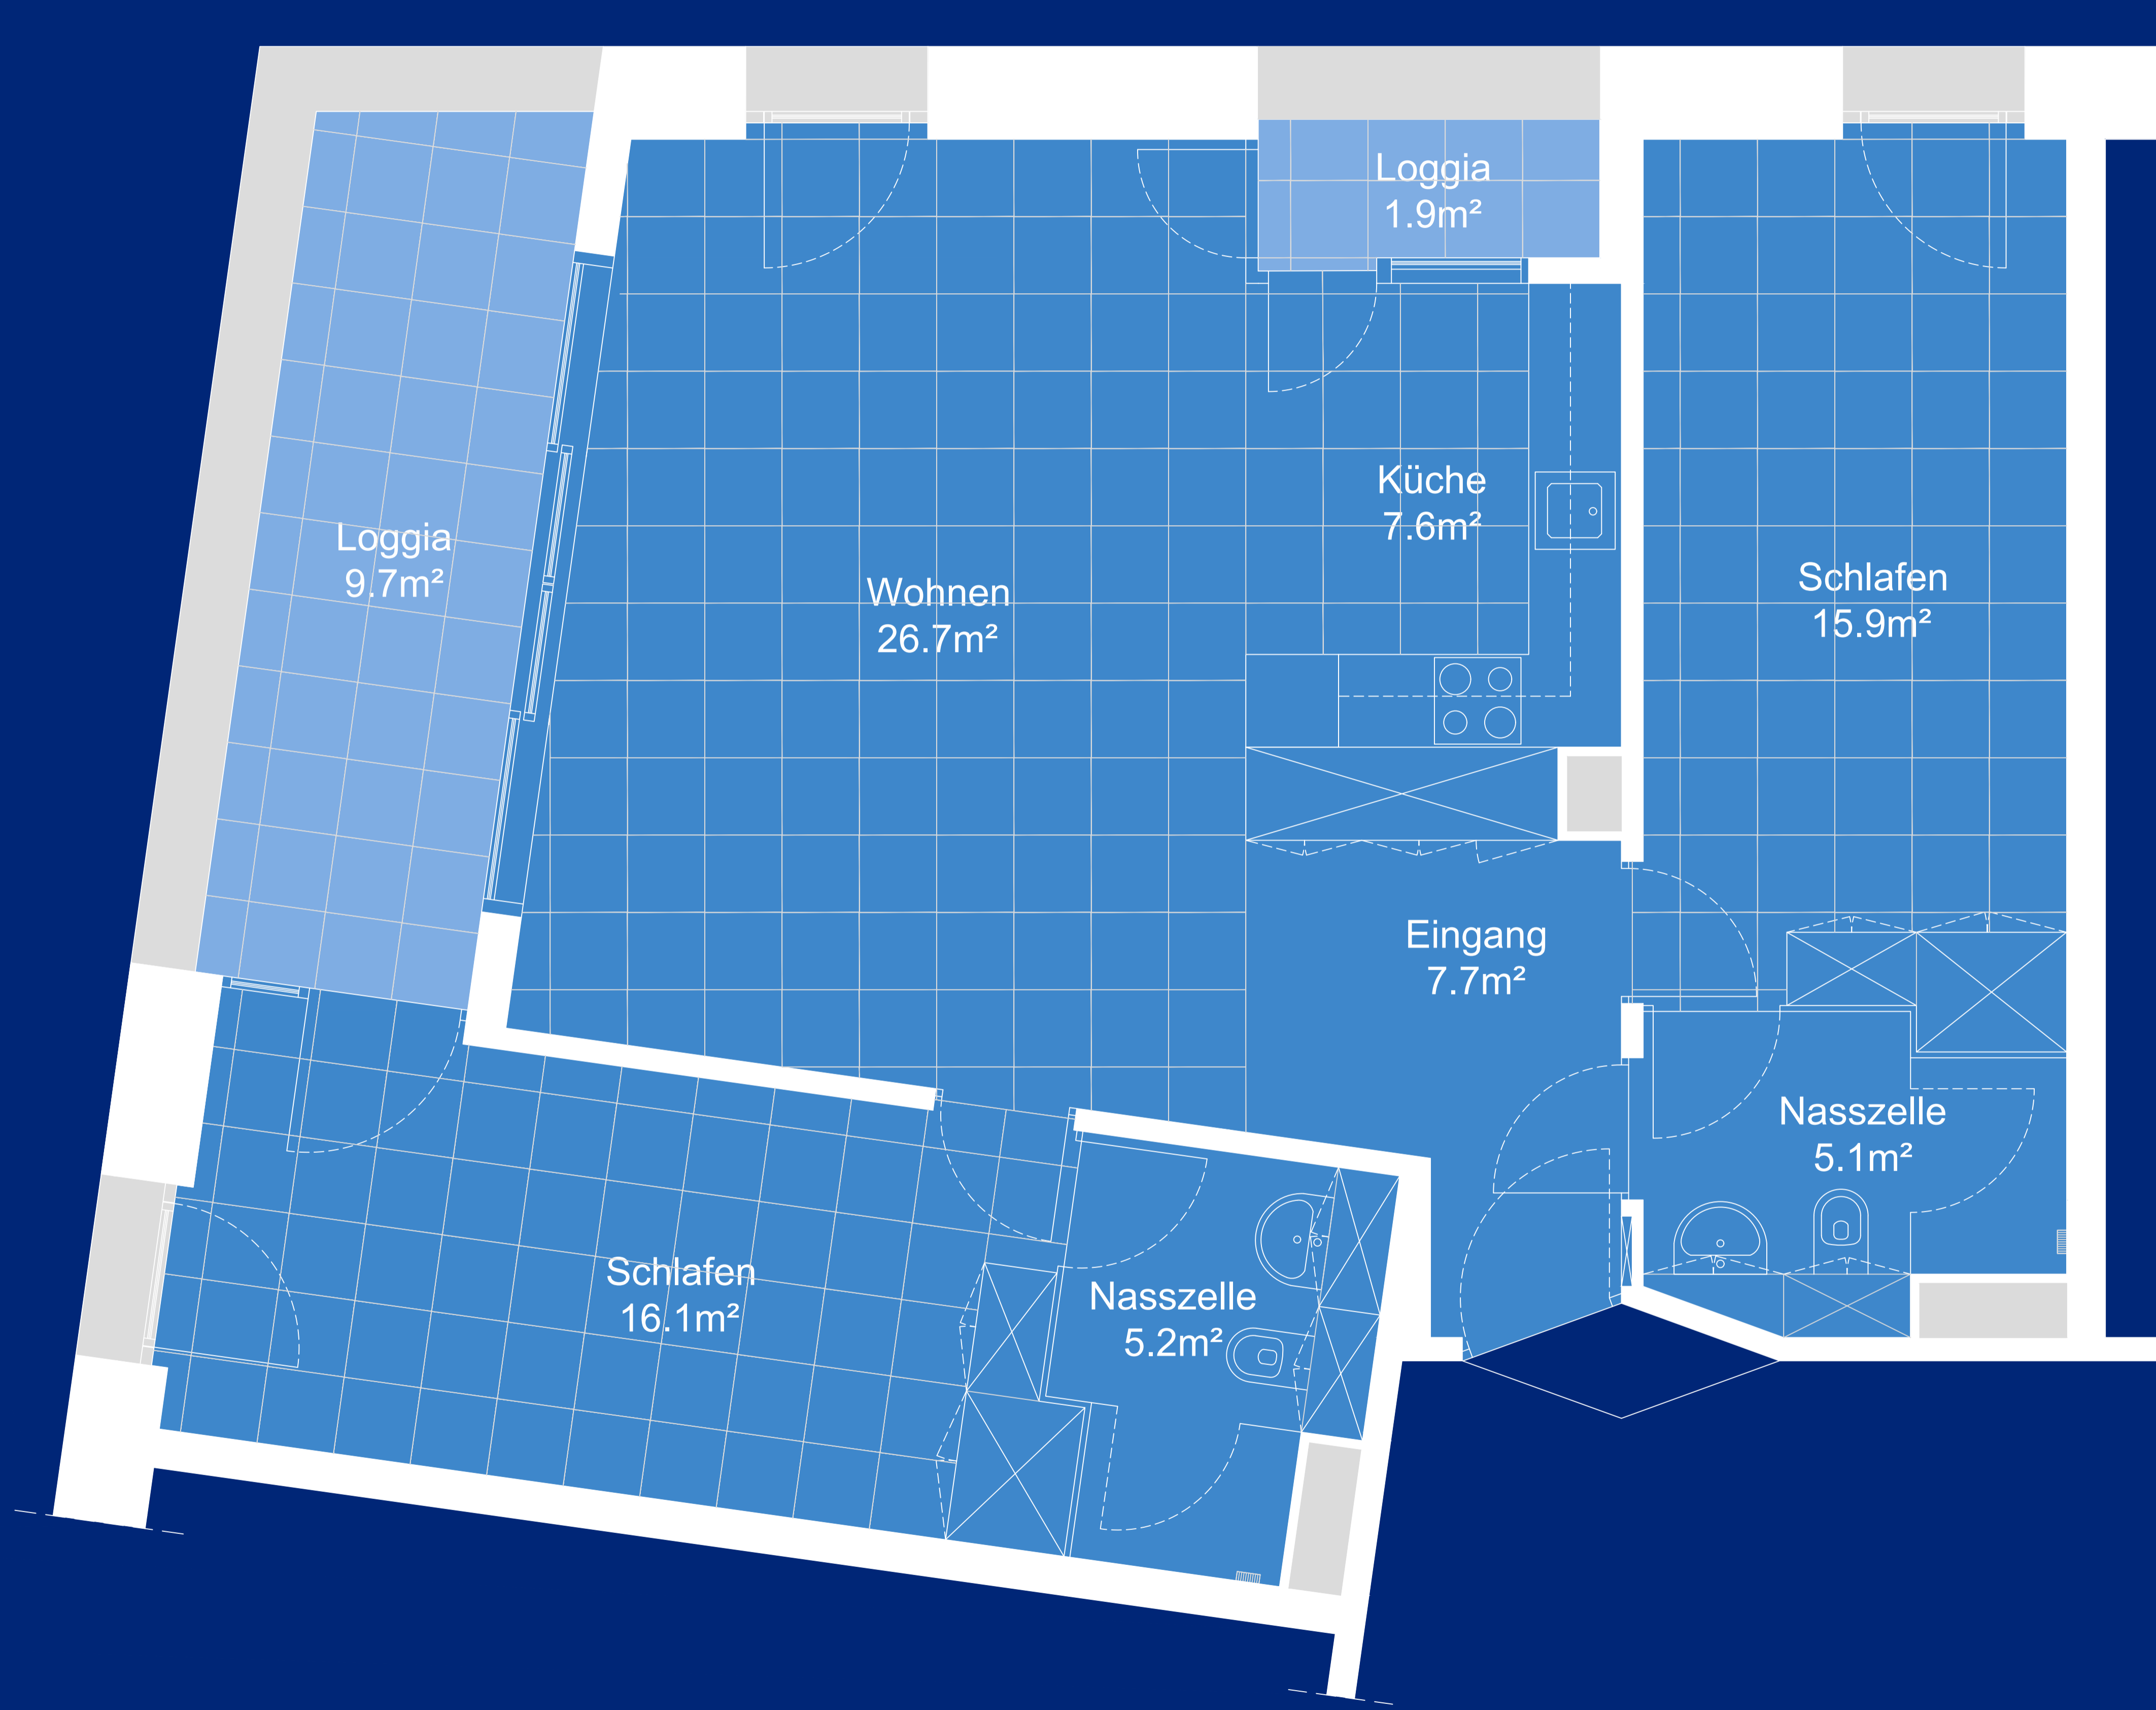 Loggia
1.9m²
Küche
7.6m²
Loggia
9.7m²
Wohnen
26.7m²
Schlafen
15.9m²
Eingang
7.7m²
Nasszelle
5.1m²
Schlafen
16.1m²
Nasszelle
5.2m²